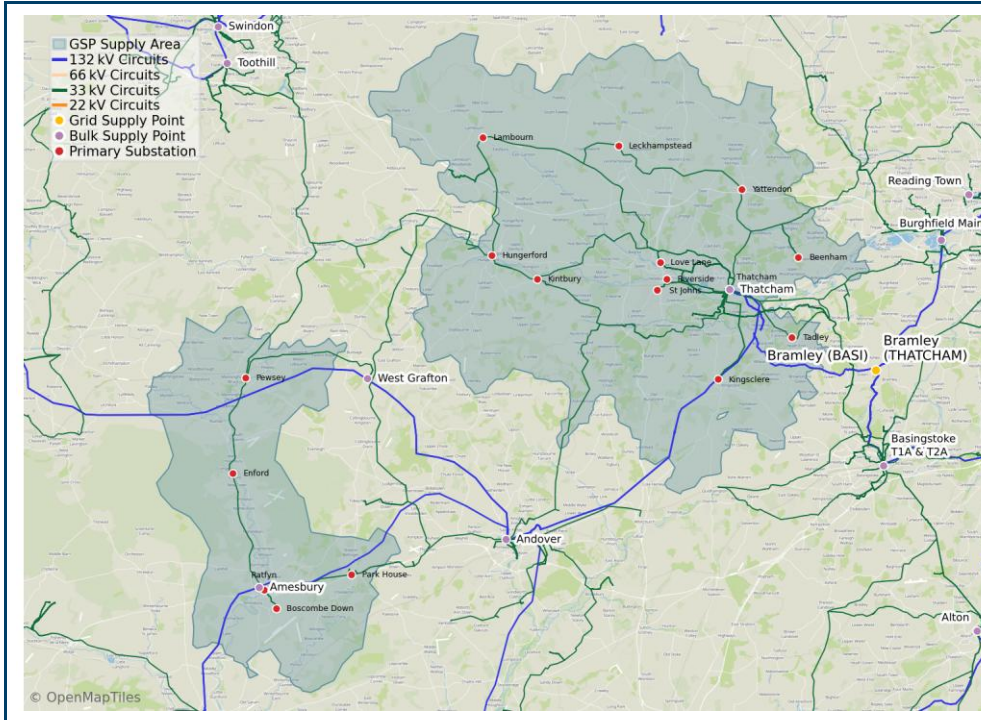 Swindon
Toothill
GSP Supply Area
132 kV Circuits
66 kV Circuits
33 kV Circuits
22 kV Circuits
Grid Supply Point
Bulk Supply Point
Primary Substation
Lambourn
Leckhampstead
Yattendon
Reading Town
Burghfield Main
Hungerford
Love Lane
Beenham
Kintbury
Riverside
Thatcham
St Johns
Thatcham
Tadley
Bramley (BASI)
Bramley
(THATCHAM)
Pewsey
West Grafton
Kingsclere
Basingstoke
T1A & T2A
Enford
Andover
Ratfyn
Amesbury
Park House
Boscombe Down
Alton
© OpenMapTiles